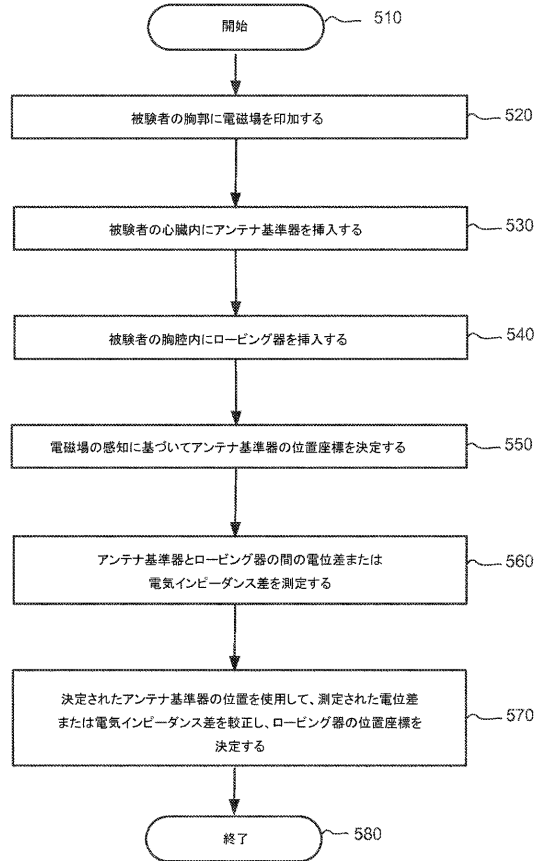 開始
510
被験者の胸郭に電磁場を印加する
520
被験者の心臓内にアンテナ基準器を挿入する
530
被験者の胸腔内にロービング器を挿入する
540
電磁場の感知に基づいてアンテナ基準器の位置座標を決定する
550
アンテナ基準器とロービング器の間の電位差または
電気インピーダンス差を測定する
560
決定されたアンテナ基準器の位置を使用して、測定された電位差
または電気インピーダンス差を較正し、ロービング器の位置座標を
決定する
570
終了
580